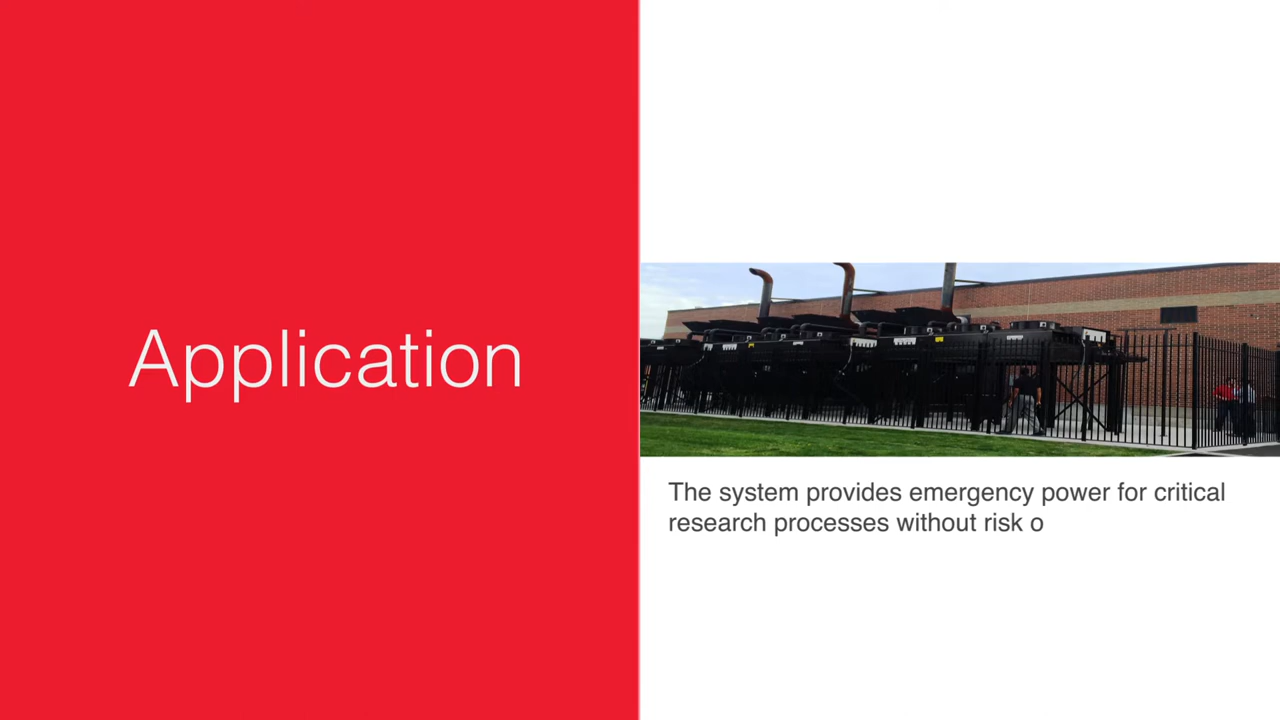 Application
The system provides emergency power for critical
research processes without risk o